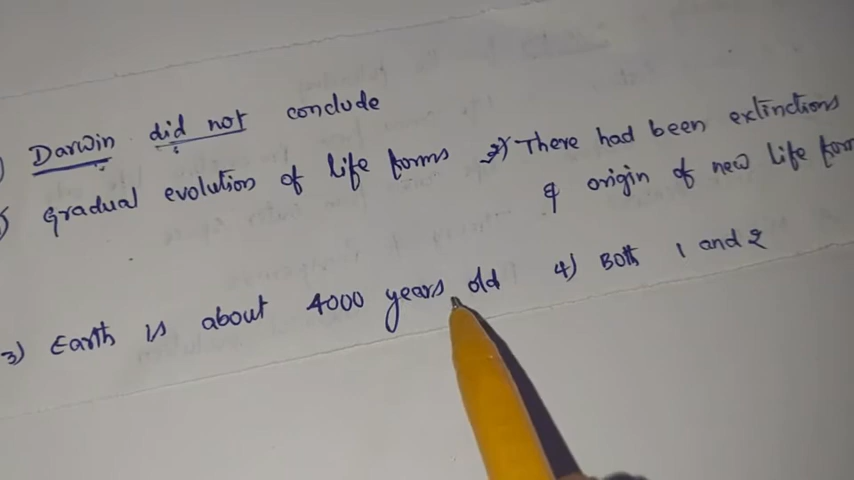 ) Darwin did not conclude
) Gradual evolution of life forms 2) There had been extinctions
& origin of new life form
3) Earth is about 4000 years old 4) Both 1 and 2